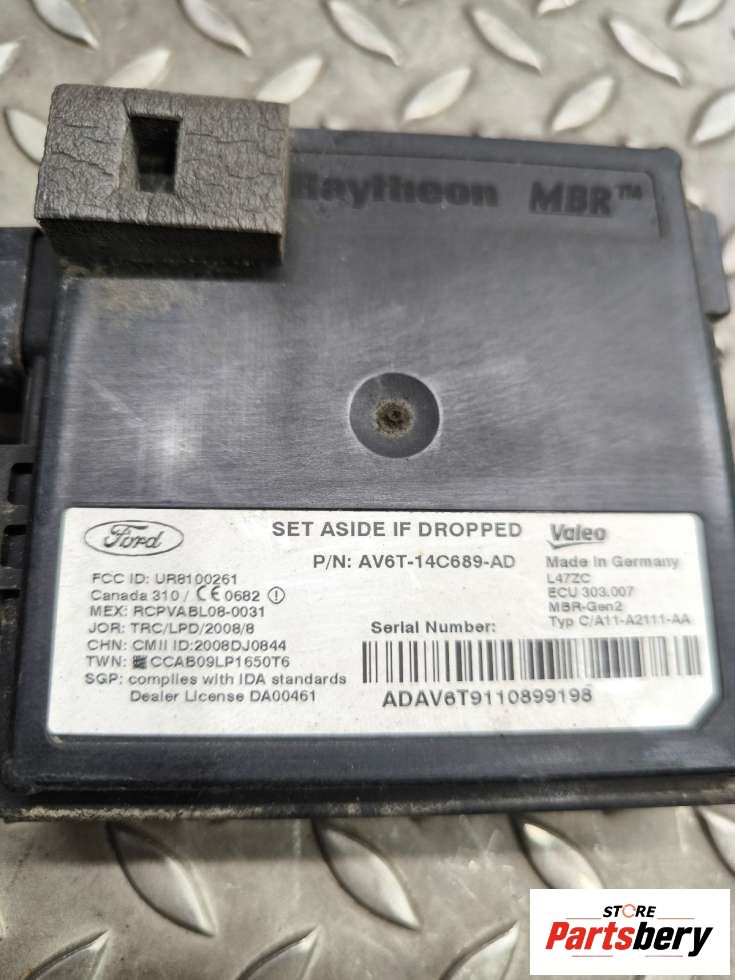 Raytheon MBR™
Ford
SET ASIDE IF DROPPED
Valeo
P/N: AV6T-14C689-AD
Made in Germany
FCC ID: UR8100261
L47ZC
Canada 310 / CE 0682
ECU 303.007
MEX: RCPVABL08-0031
MBR-Gen2
JOR: TRC/LPD/2008/8
Serial Number:
Typ C/A11-A2111-AA
CHN: CMII ID:2008DJ0844
TWN: CCAB09LP1650T6
SGP: complies with IDA standards
Dealer License DA00461
ADAV6T9110899198
STORE
Partsbery